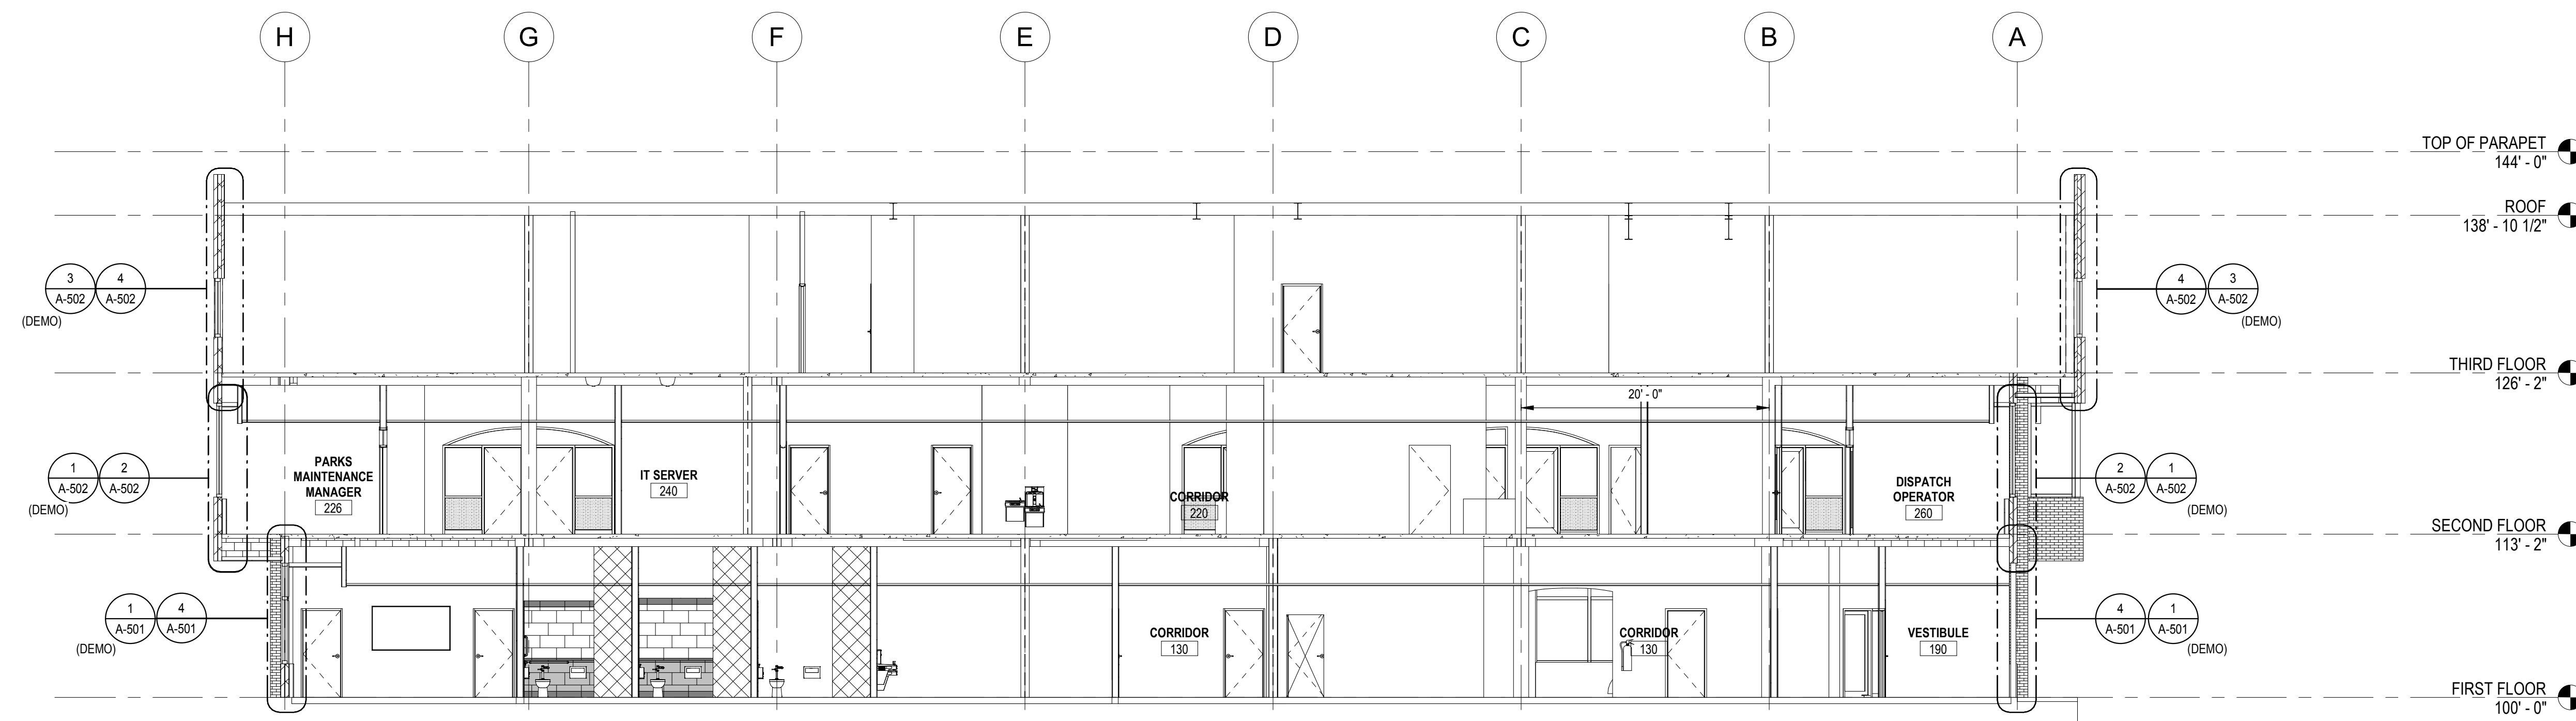 H
G
F
E
D
C
B
A
TOP OF PARAPET
144' - 0"
ROOF
138' - 10 1/2"
3
A-502
4
A-502
(DEMO)
4
A-502
3
A-502
(DEMO)
THIRD FLOOR
126' - 2"
20' - 0"
PARKS
MAINTENANCE
MANAGER
226
IT SERVER
240
CORRIDOR
220
DISPATCH
OPERATOR
260
1
A-502
2
A-502
(DEMO)
2
A-502
1
A-502
(DEMO)
SECOND FLOOR
113' - 2"
1
A-501
4
A-501
(DEMO)
CORRIDOR
130
CORRIDOR
130
VESTIBULE
190
4
A-501
1
A-501
(DEMO)
FIRST FLOOR
100' - 0"